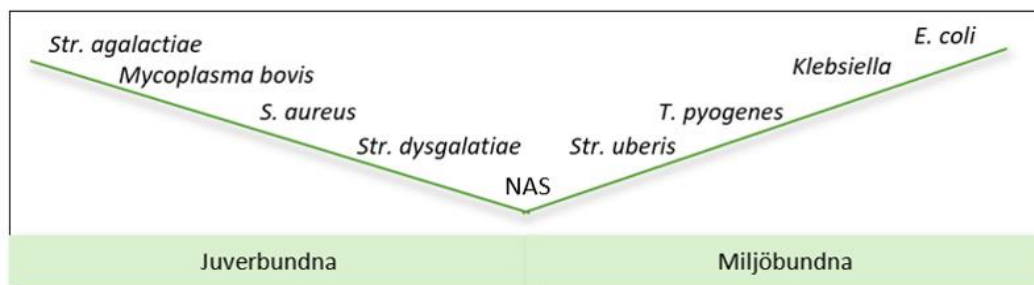 Str. agalactiae
Mycoplasma bovis
S. aureus
Str. dysgalatiae
NAS
Str. uberis
T. pyogenes
Klebsiella
E. coli
Juverbundna
Miljöbundna